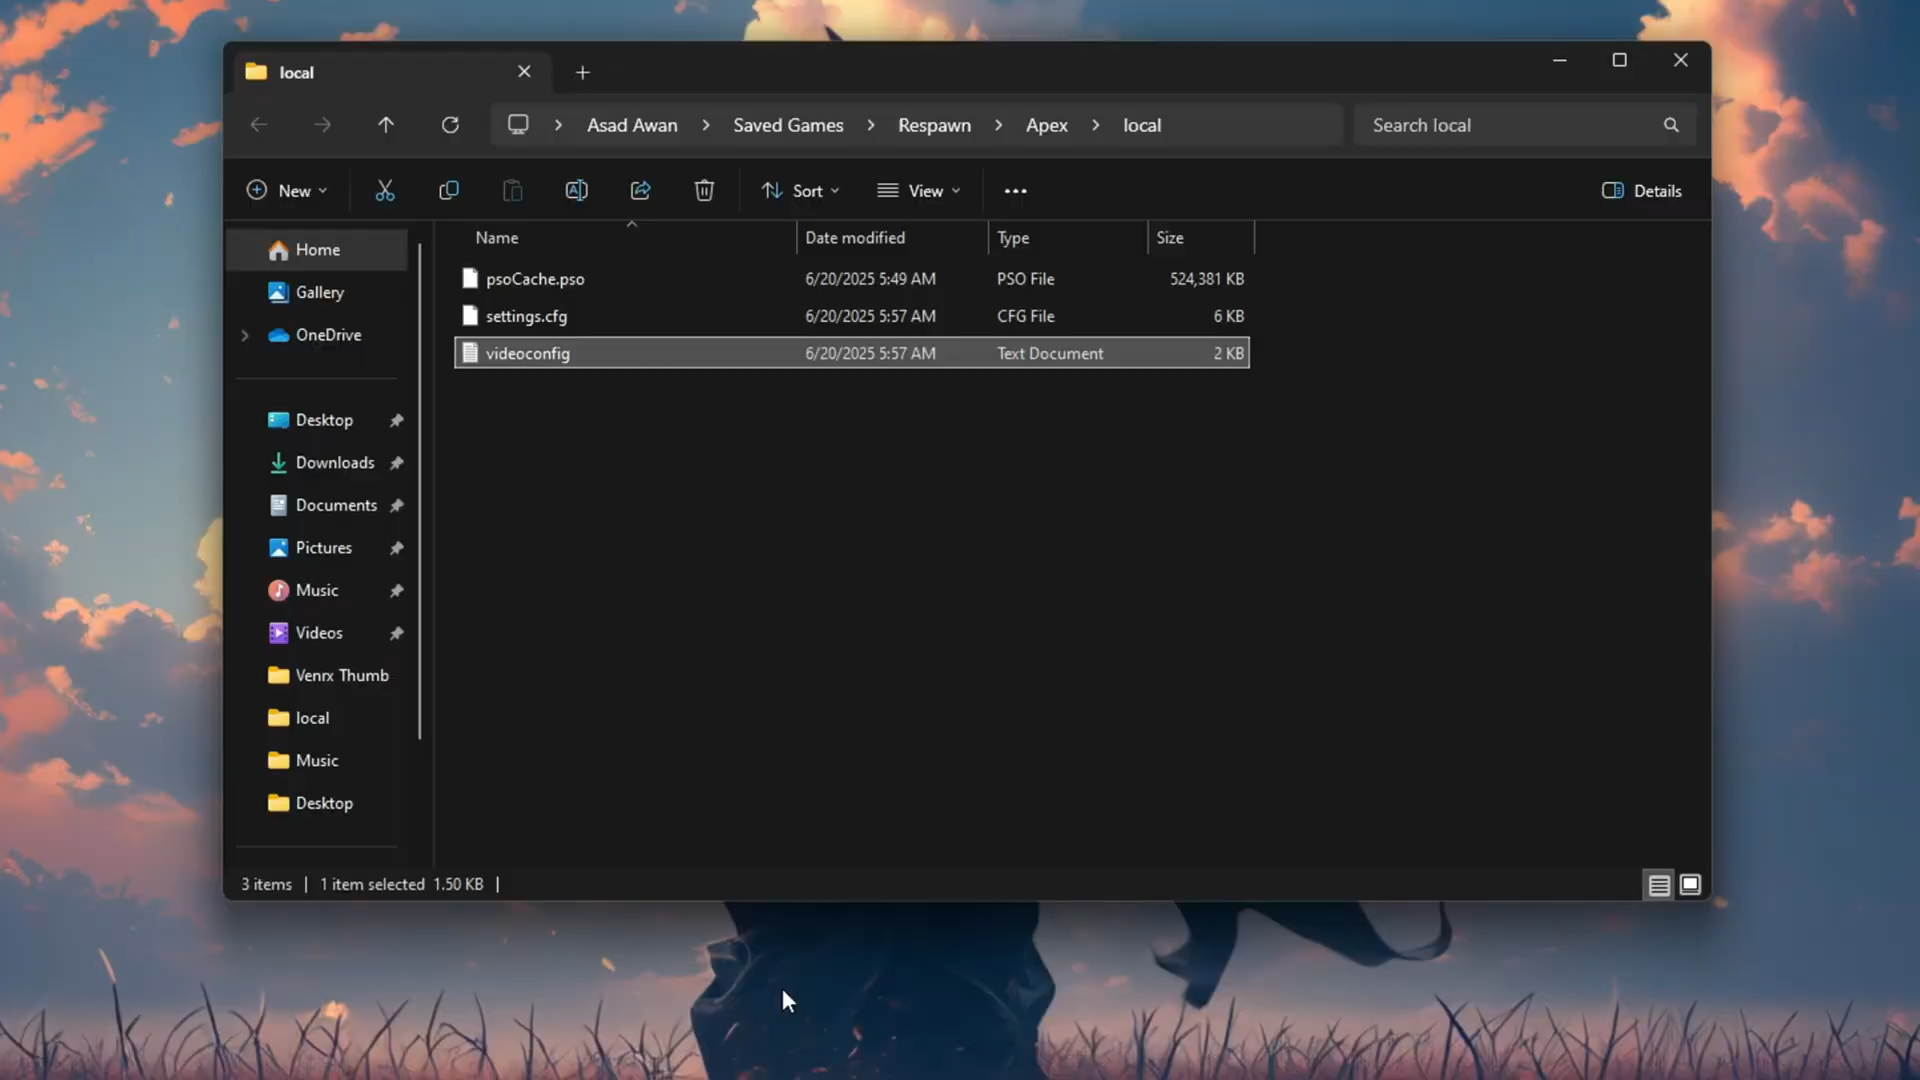 local
Asad Awan > Saved Games > Respawn > Apex > local
Search local
New
Sort
View
Details
Name Date modified Type Size
psoCache.pso 6/20/2025 5:49 AM PSO File 524,381 KB
settings.cfg 6/20/2025 5:57 AM CFG File 6 KB
videoconfig 6/20/2025 5:57 AM Text Document 2 KB
Home
Gallery
OneDrive
Desktop
Downloads
Documents
Pictures
Music
Videos
Venrx Thumb
local
Music
Desktop
3 items | 1 item selected 1.50 KB |